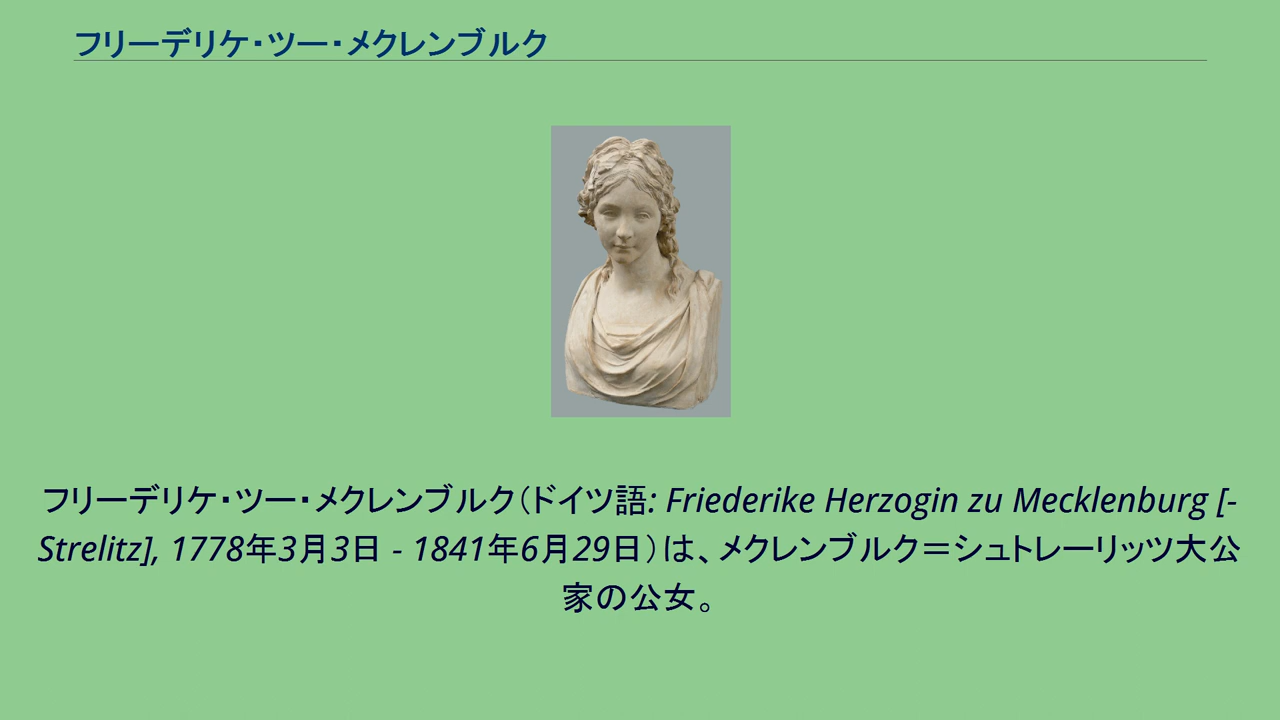 フリーデリケ・ツー・メクレンブルク
フリーデリケ・ツー・メクレンブルク（ドイツ語: Friederike Herzogin zu Mecklenburg [-
Strelitz], 1778年3月3日 - 1841年6月29日）は、メクレンブルク＝シュトレーリッツ大公
家の公女。